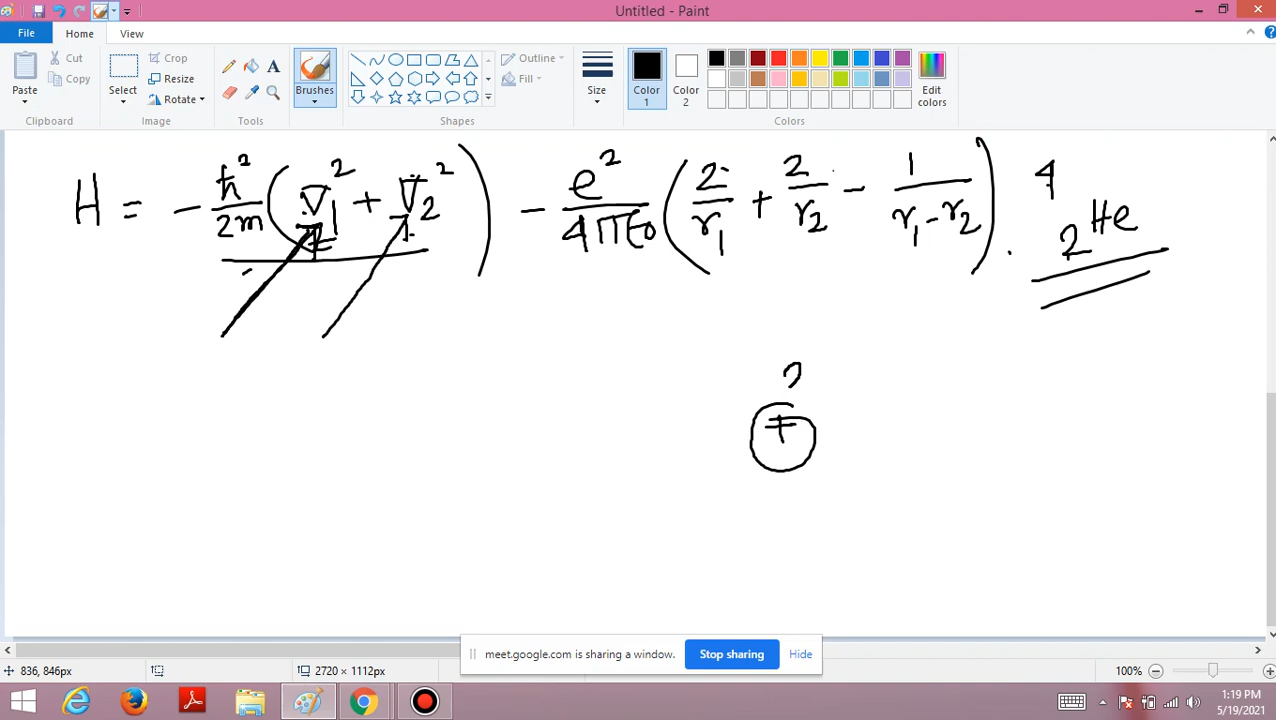 Untitled - Paint
File Home View
Paste Cut Copy Clipboard
Select Crop Resize Rotate Image
Tools
Brushes
Shapes Outline Fill
Size
Color 1 Color 2 Edit colors Colors
H = - ħ²/2m (∇₁² + ∇₂²) - e²/4πε₀ (2/r₁ + 2/r₂ - 1/r₁-r₂) . ⁴₂He
2
+
meet.google.com is sharing a window. Stop sharing Hide
836, 846px 2720 × 1112px 100%
1:19 PM
5/19/2021